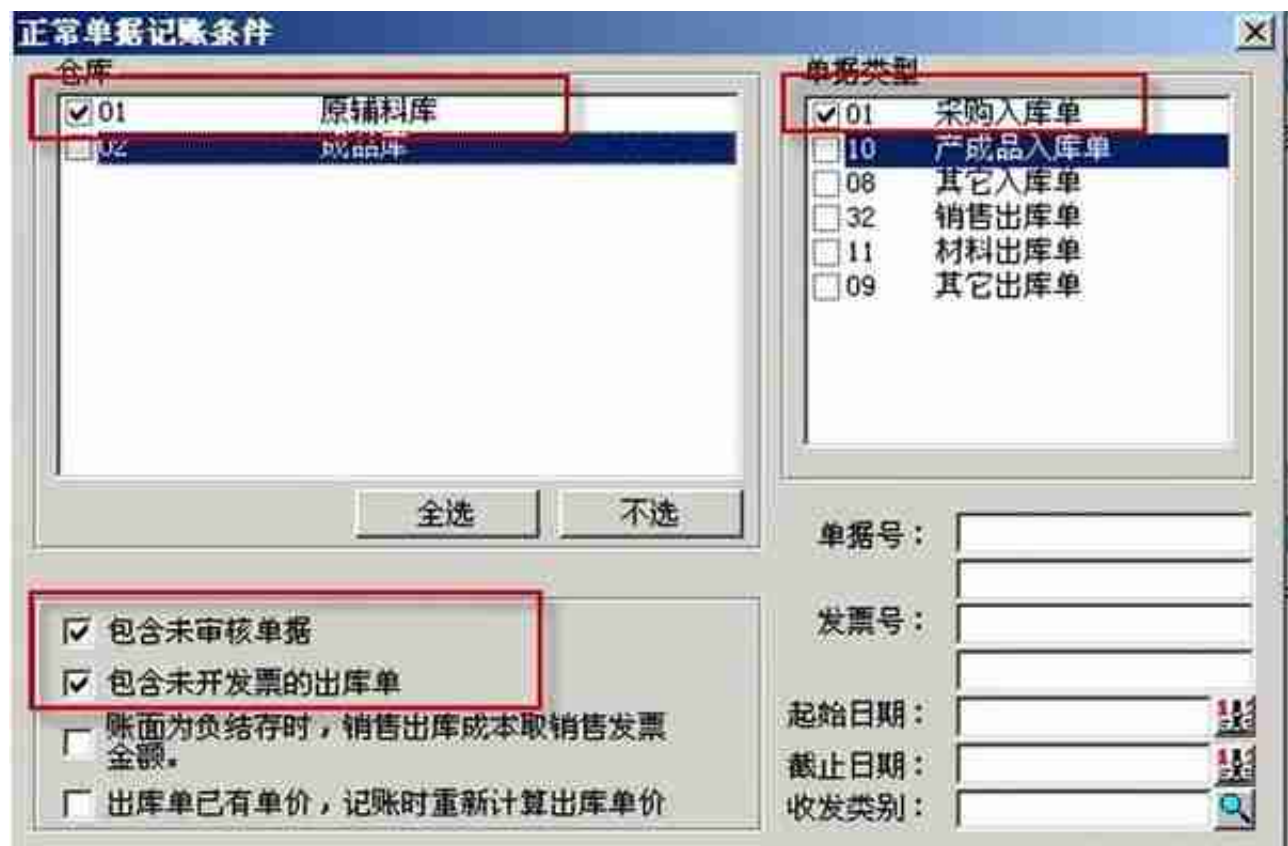 正常单据记账条件
仓库
01 原辅料库
02 成品库
全选 不选
单据类型
01 采购入库单
10 产成品入库单
08 其它入库单
32 销售出库单
11 材料出库单
09 其它出库单
单据号：
发票号：
起始日期：
截止日期：
收发类别：
包含未审核单据
包含未开发票的出库单
账面为负结存时，销售出库成本取销售发票
金额。
出库单已有单价，记账时重新计算出库单价